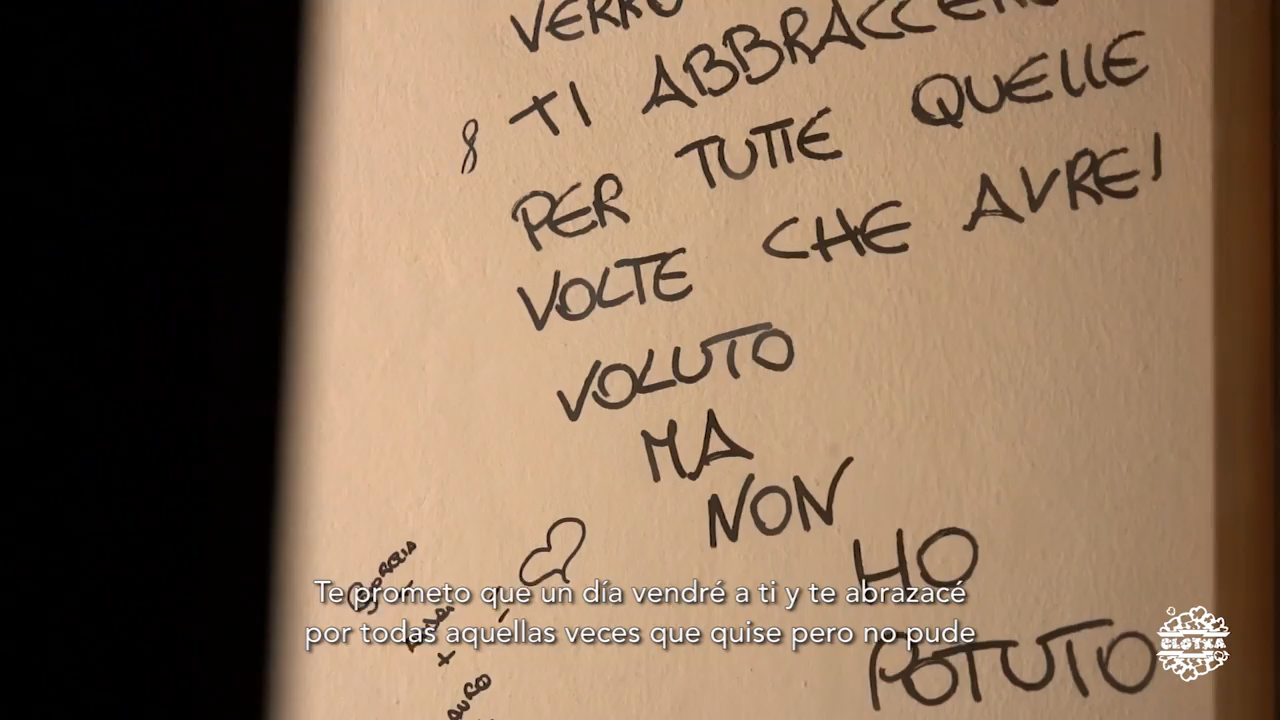 TI ABBRACCERÒ
PER TUTTE QUELLE
VOLTE CHE AVREI
VOLUTO
MA
NON
HO
POTUTO
Te prometo que un día vendré a ti y te abrazacé
por todas aquellas veces que quise pero no pude
CLOTXA